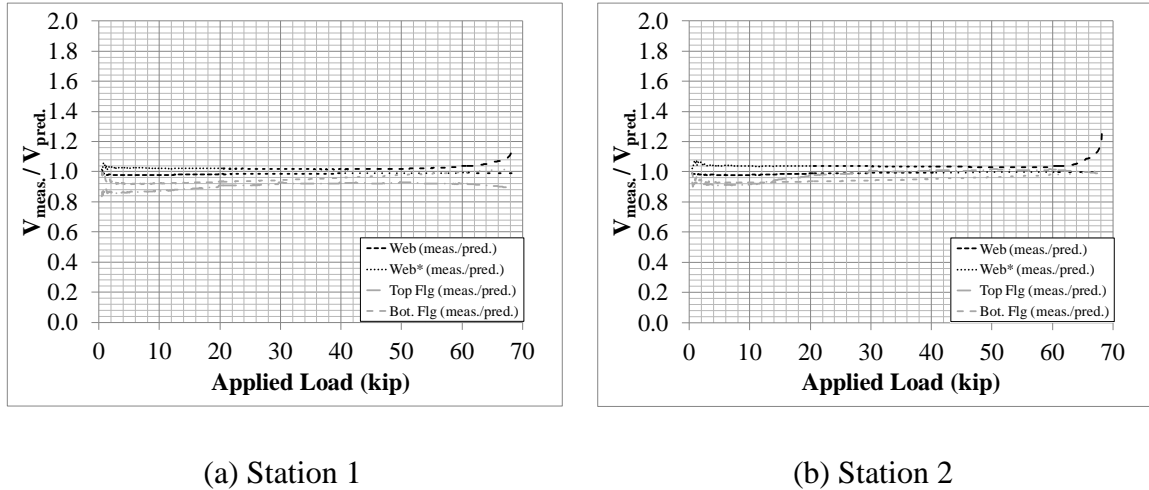 2.0
1.8
1.6
1.4
1.2
1.0
0.8
0.6
0.4
0.2
0.0
Vmeas./ Vpred.
Web (meas./pred.)
Web* (meas./pred.)
Top Flg (meas./pred.)
Bot. Flg (meas./pred.)
0 10 20 30 40 50 60 70
Applied Load (kip)
(a) Station 1
2.0
1.8
1.6
1.4
1.2
1.0
0.8
0.6
0.4
0.2
0.0
Vmeas./ Vpred.
Web (meas./pred.)
Web* (meas./pred.)
Top Flg (meas./pred.)
Bot. Flg (meas./pred.)
0 10 20 30 40 50 60 70
Applied Load (kip)
(b) Station 2